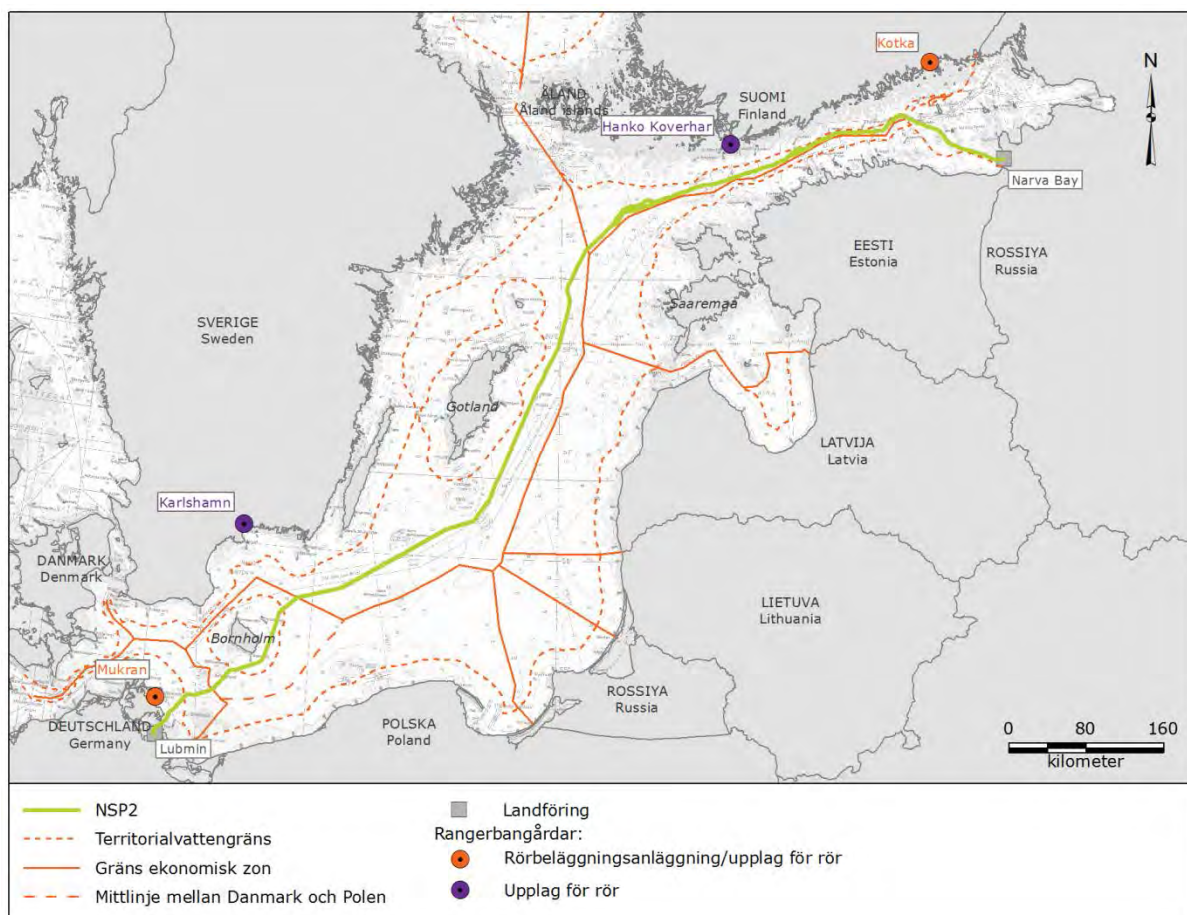 Kotka
N
ÅLAND
Åland islands
SUOMI
Finland
Hanko Koverhar
Narva Bay
EESTI
Estonia
ROSSIYA
Russia
SVERIGE
Sweden
Saaremaa
Gotland
LATVIJA
Latvia
Karlshamn
DANMARK
Denmark
LIETUVA
Lithuania
Bornholm
Mukran
ROSSIYA
Russia
DEUTSCHLAND
Germany
Lubmin
POLSKA
Poland
0 80 160
kilometer
NSP2
Territorialvattengräns
Gräns ekonomisk zon
Mittlinje mellan Danmark och Polen
Landföring
Rangerbangårdar:
Rörbeläggningsanläggning/upplag för rör
Upplag för rör